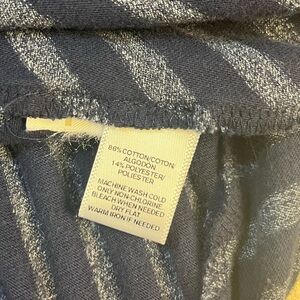 86% COTTON/COTON/
ALGODÓN
14% POLYESTER/
POLIESTER
MACHINE WASH COLD
ONLY NON-CHLORINE
BLEACH WHEN NEEDED
DRY FLAT
WARM IRON IF NEEDED